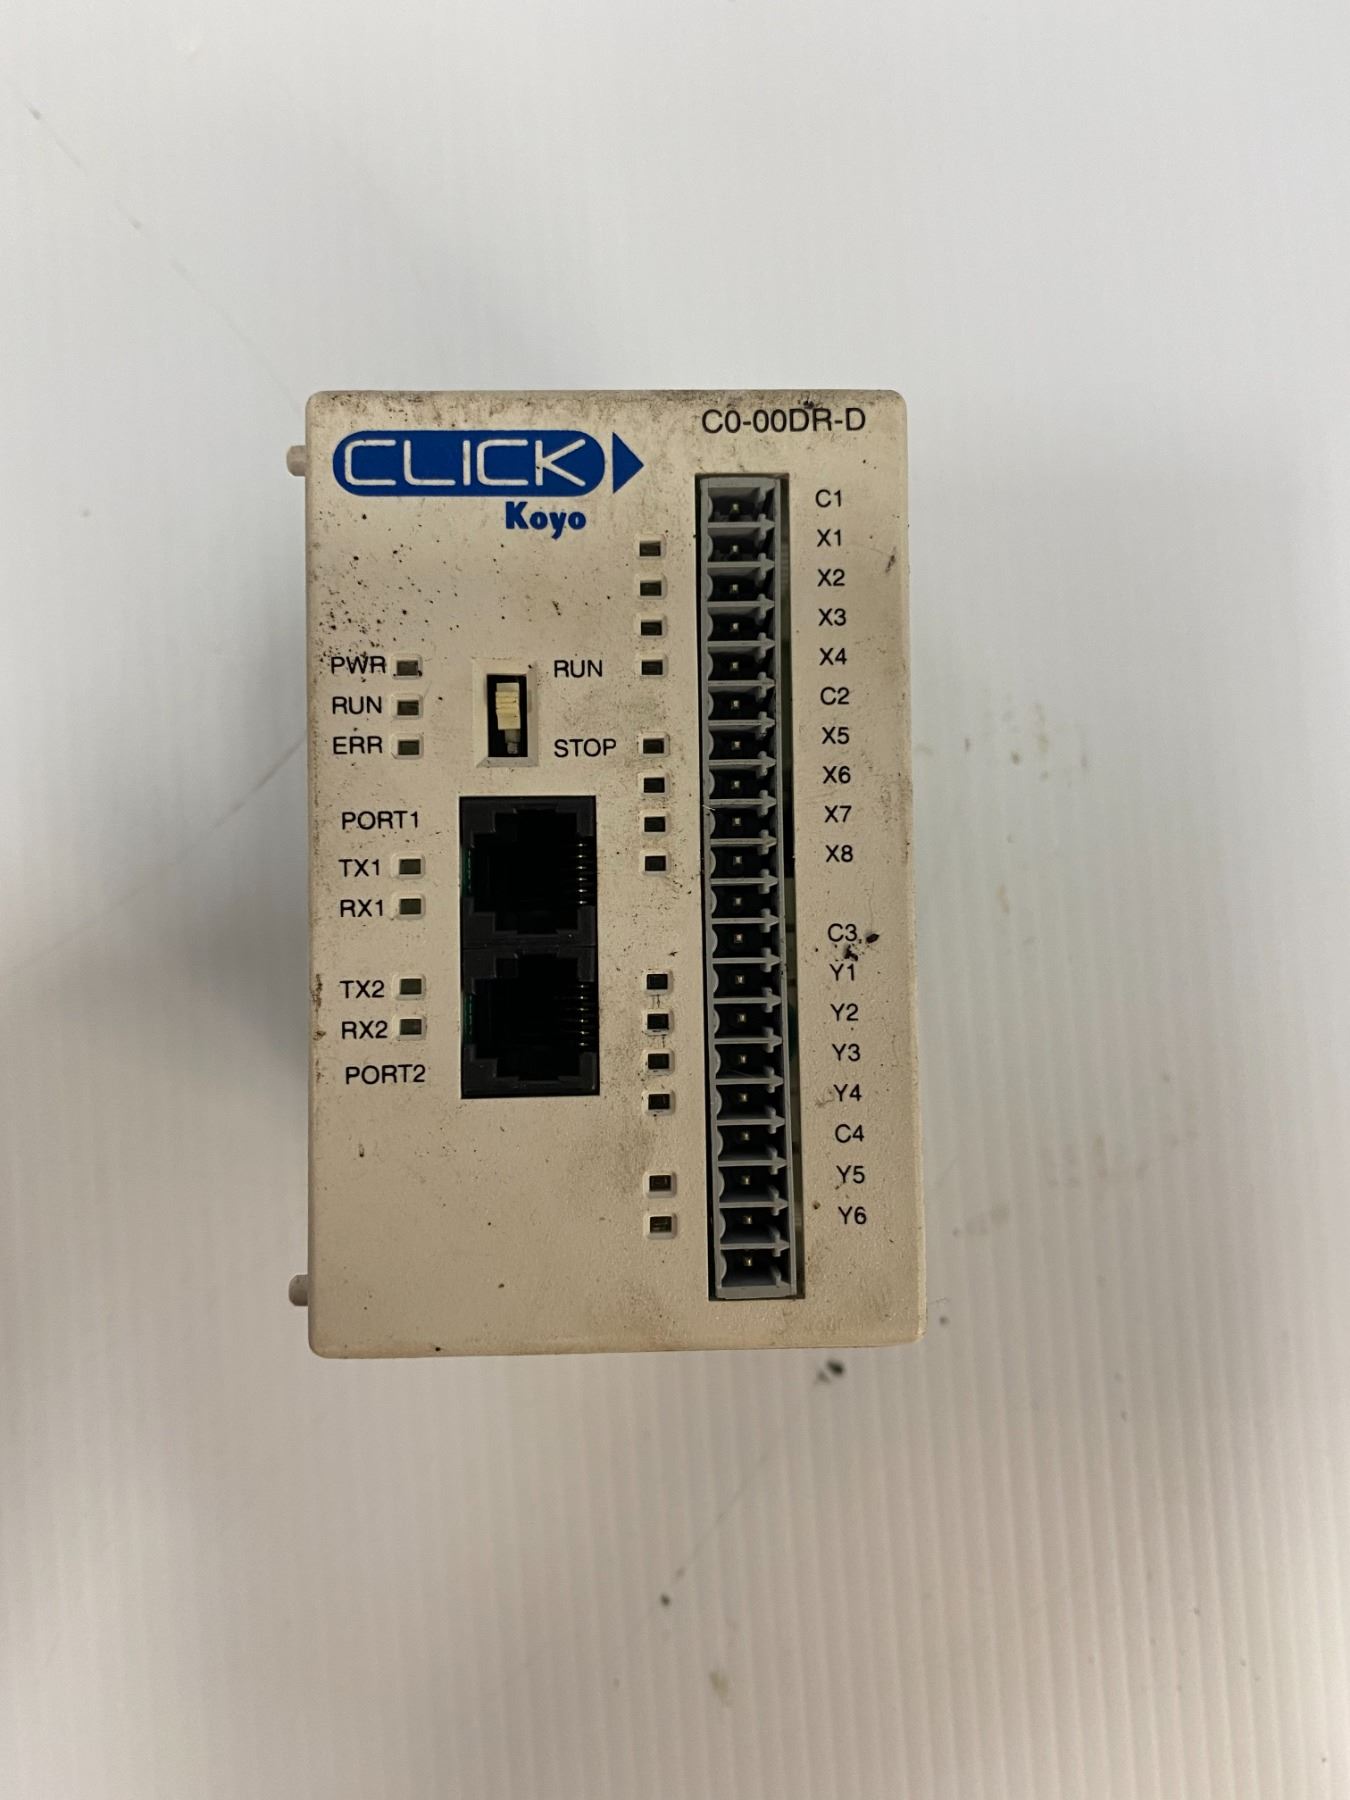 C0-00DR-D
CLICK
Koyo
C1
X1
X2
X3
X4
C2
X5
X6
X7
X8
C3
Y1
Y2
Y3
Y4
C4
Y5
Y6
PWR
RUN
ERR
RUN
STOP
PORT1
TX1
RX1
TX2
RX2
PORT2